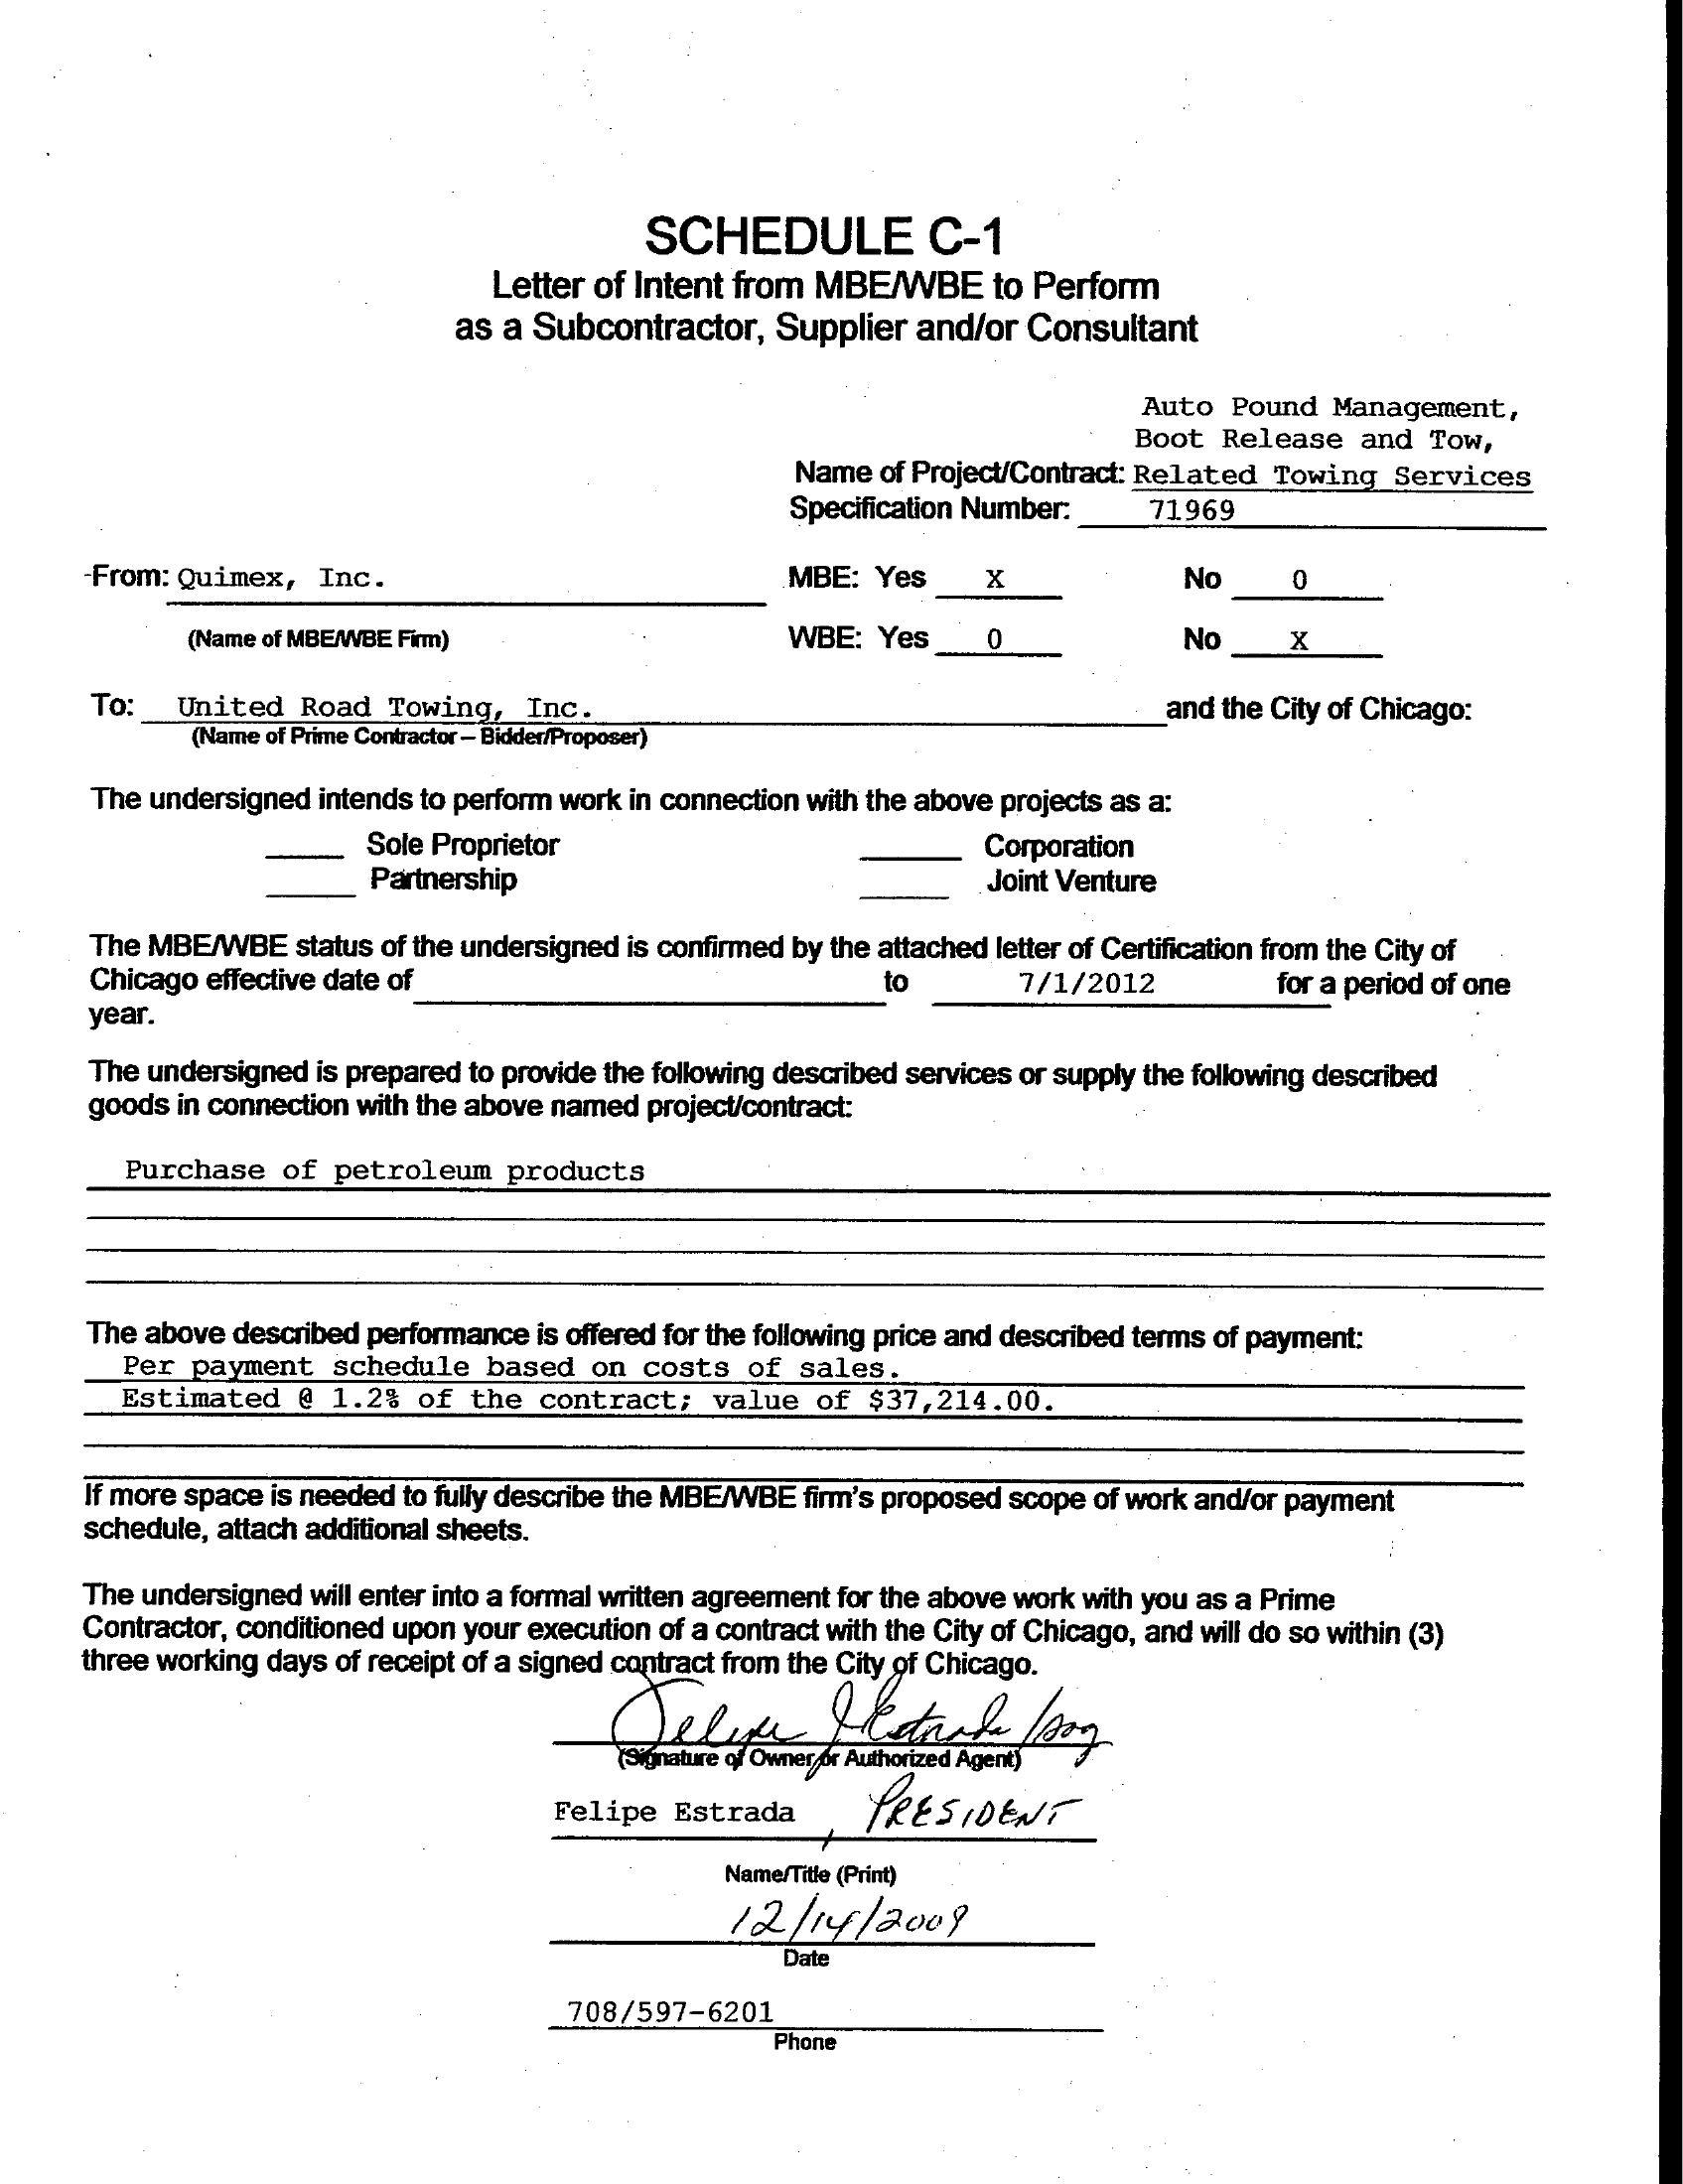 SCHEDULE C-1
Letter of Intent from MBE/WBE to Perform
as a Subcontractor, Supplier and/or Consultant
Auto Pound Management,
Boot Release and Tow,
Name of Project/Contract: Related Towing Services
Specification Number: 71969
From: Quimex, Inc. MBE: Yes X No 0
(Name of MBE/WBE Firm) WBE: Yes 0 No X
To: United Road Towing, Inc. and the City of Chicago:
(Name of Prime Contractor – Bidder/Proposer)
The undersigned intends to perform work in connection with the above projects as a:
Sole Proprietor Corporation
Partnership Joint Venture
The MBE/WBE status of the undersigned is confirmed by the attached letter of Certification from the City of
Chicago effective date of to 7/1/2012 for a period of one
year.
The undersigned is prepared to provide the following described services or supply the following described
goods in connection with the above named project/contract:
Purchase of petroleum products
The above described performance is offered for the following price and described terms of payment:
Per payment schedule based on costs of sales.
Estimated @ 1.2% of the contract; value of $37,214.00.
If more space is needed to fully describe the MBE/WBE firm's proposed scope of work and/or payment
schedule, attach additional sheets.
The undersigned will enter into a formal written agreement for the above work with you as a Prime
Contractor, conditioned upon your execution of a contract with the City of Chicago, and will do so within (3)
three working days of receipt of a signed contract from the City of Chicago.
Felipe J Estrada
(Signature of Owner or Authorized Agent)
Felipe Estrada, PRESIDENT
Name/Title (Print)
12/14/2009
Date
708/597-6201
Phone